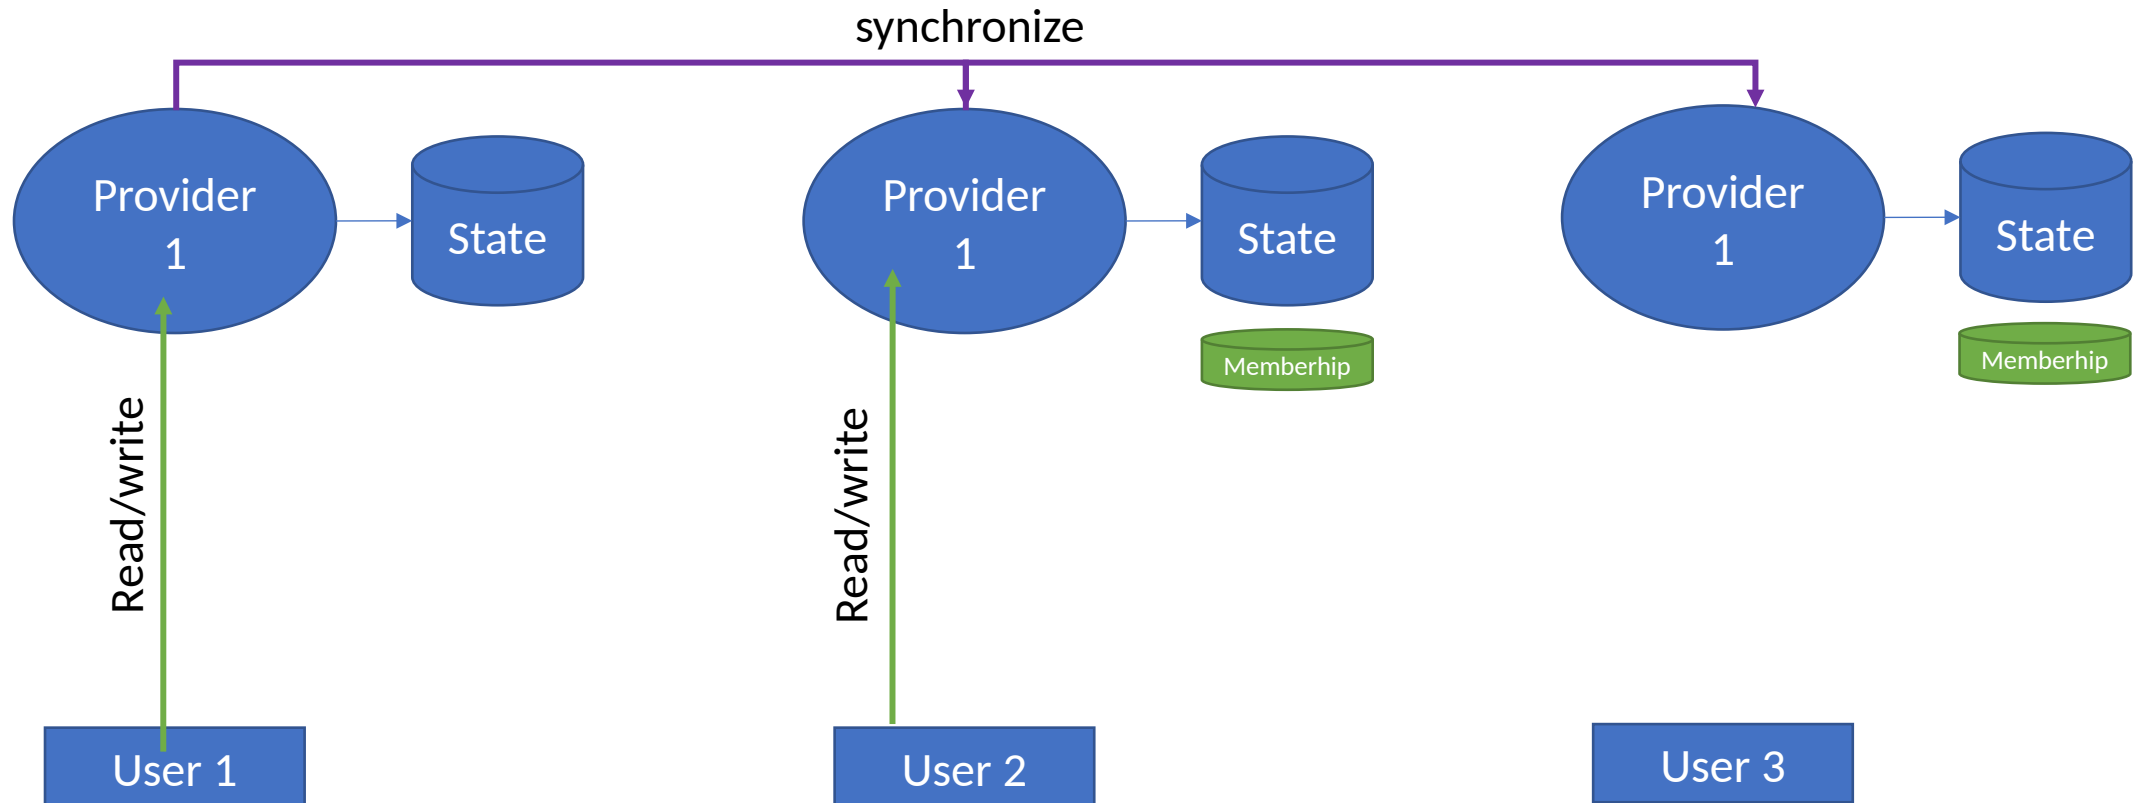 synchronize
Provider
1
State
Provider
1
State
Provider
1
State
Memberhip
Memberhip
Read/write
Read/write
User 1
User 2
User 3